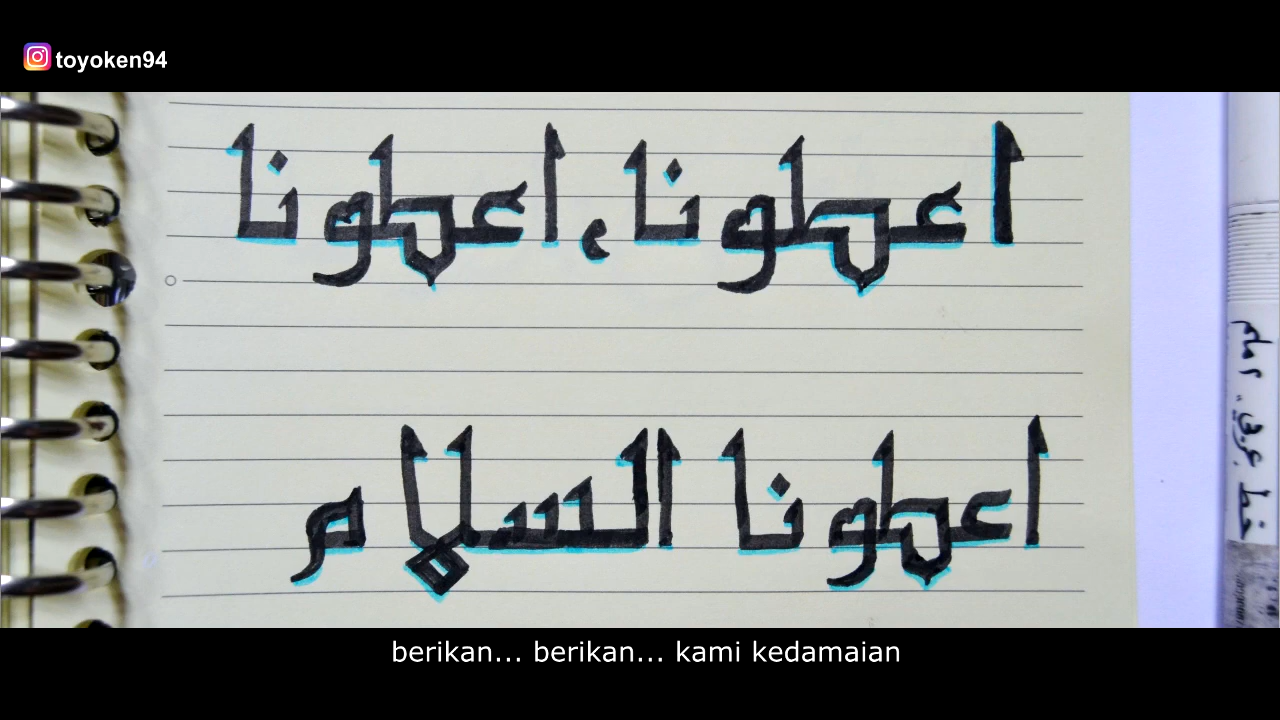 toyoken94
اعطونا، اعطونا
اعطونا السلام
berikan... berikan... kami kedamaian